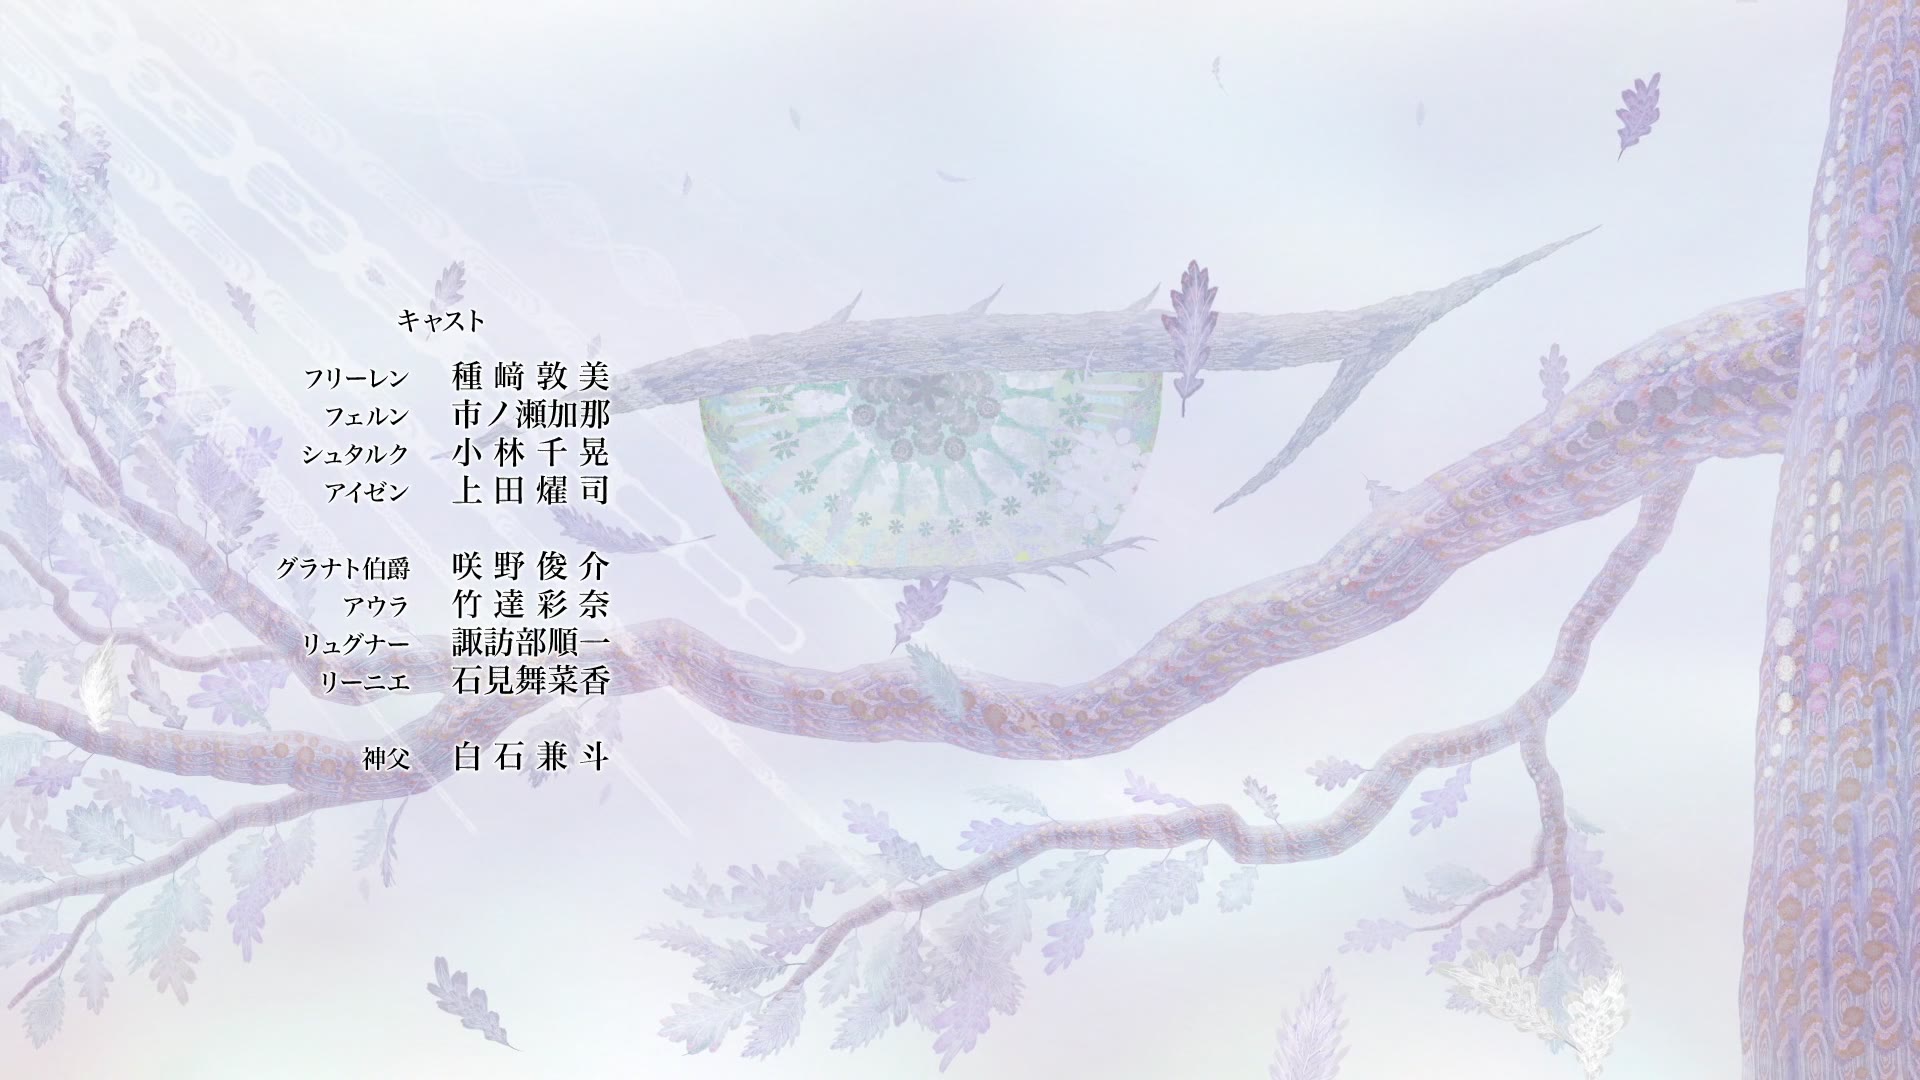 キャスト
フリーレン 種﨑敦美
フェルン 市ノ瀬加那
シュタルク 小林千晃
アイゼン 上田燿司
グラナト伯爵 咲野俊介
アウラ 竹達彩奈
リュグナー 諏訪部順一
リーニエ 石見舞菜香
神父 白石兼斗